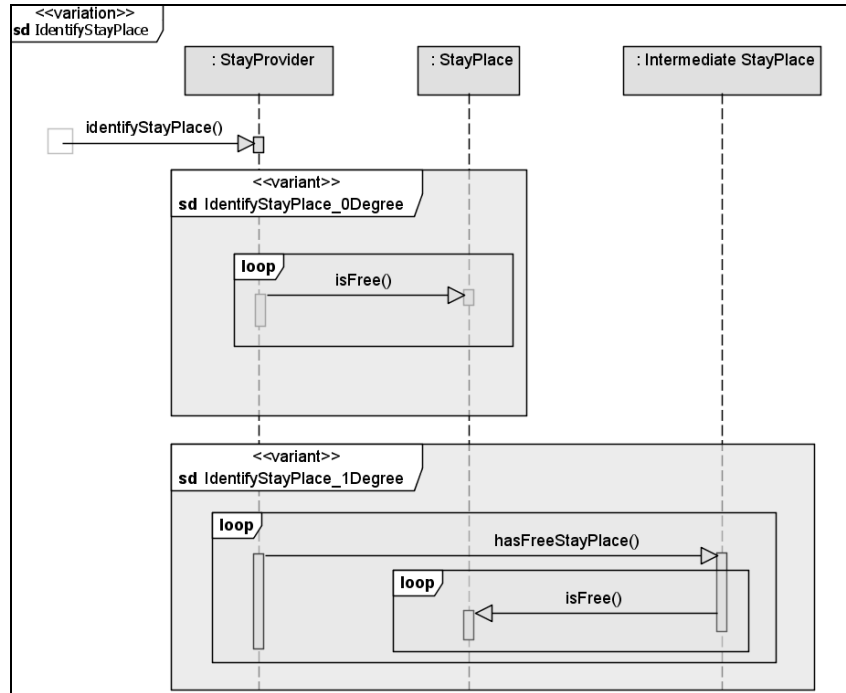 <<variation>>
sd IdentifyStayPlace
: StayProvider
: StayPlace
: Intermediate StayPlace
identifyStayPlace()
<<variant>>
sd IdentifyStayPlace_0Degree
loop
isFree()
<<variant>>
sd IdentifyStayPlace_1Degree
loop
hasFreeStayPlace()
loop
isFree()